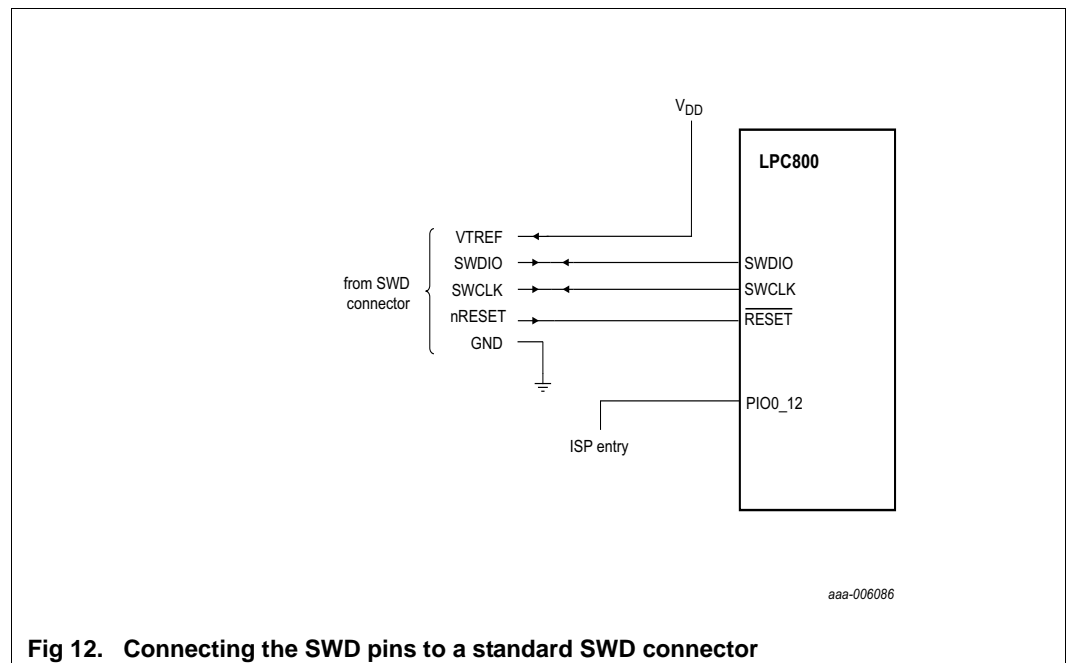 VDD
LPC800
VTREF
SWDIO
SWCLK
nRESET
GND
from SWD
connector
SWDIO
SWCLK
RESET
PIO0_12
ISP entry
aaa-006086
Fig 12. Connecting the SWD pins to a standard SWD connector